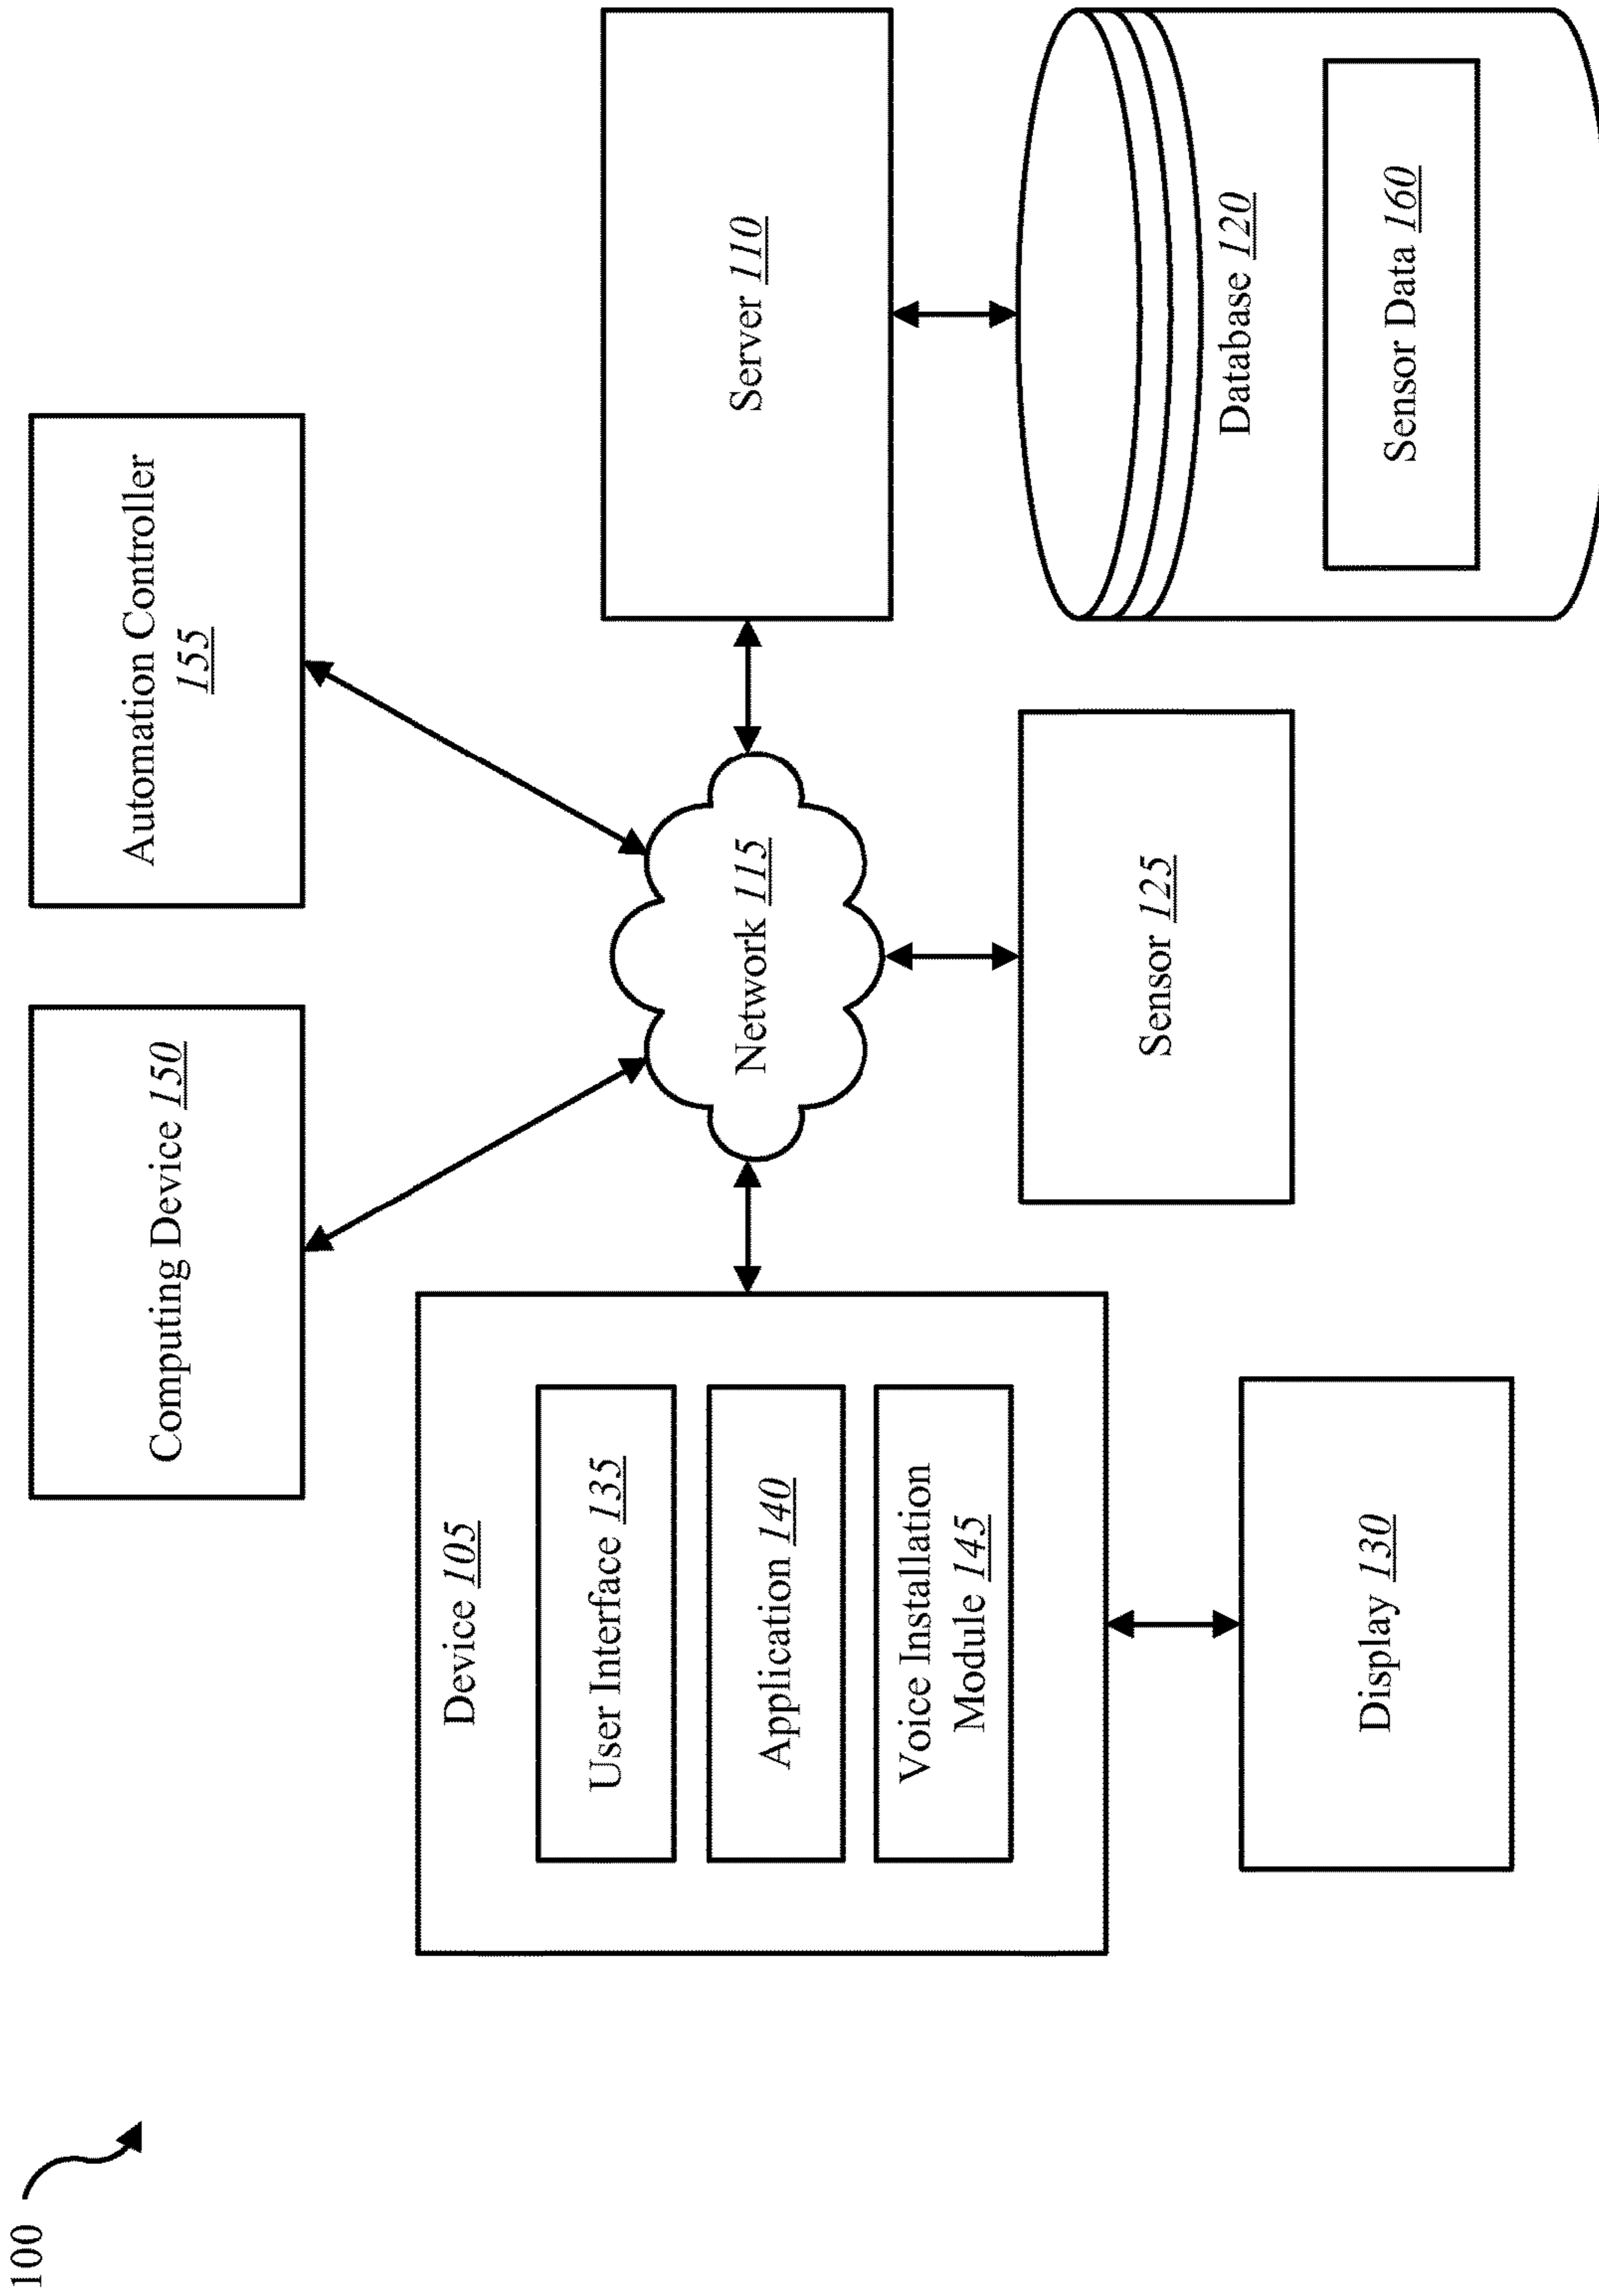 100
Computing Device 150
Automation Controller
155
Device 105
User Interface 135
Application 140
Voice Installation
Module 145
Network 115
Server 110
Sensor 125
Display 130
Database 120
Sensor Data 160